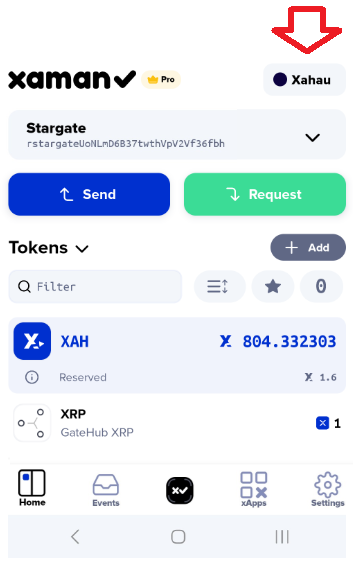 xaman
Pro
Xahau
Stargate
rstargateUoNLmD6B37twthVpV2Vf36fbh
Send
Request
Tokens
Add
Filter
0
XAH
804.332303
Reserved
1.6
XRP
1
GateHub XRP
Home
Events
xApps
Settings